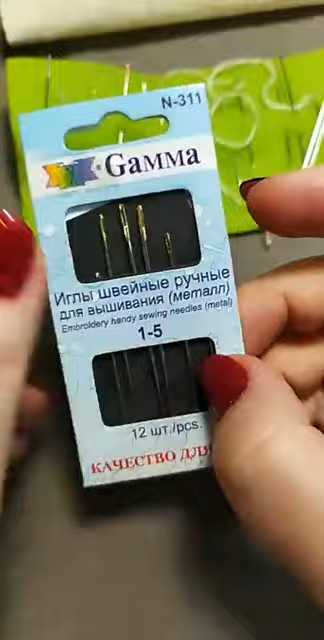 N-311
Gamma
Иглы швейные ручные
для вышивания (металл)
Embroidery handy sewing needles (metal)
1-5
12 шт./pcs.
КАЧЕСТВО ДЛЯ